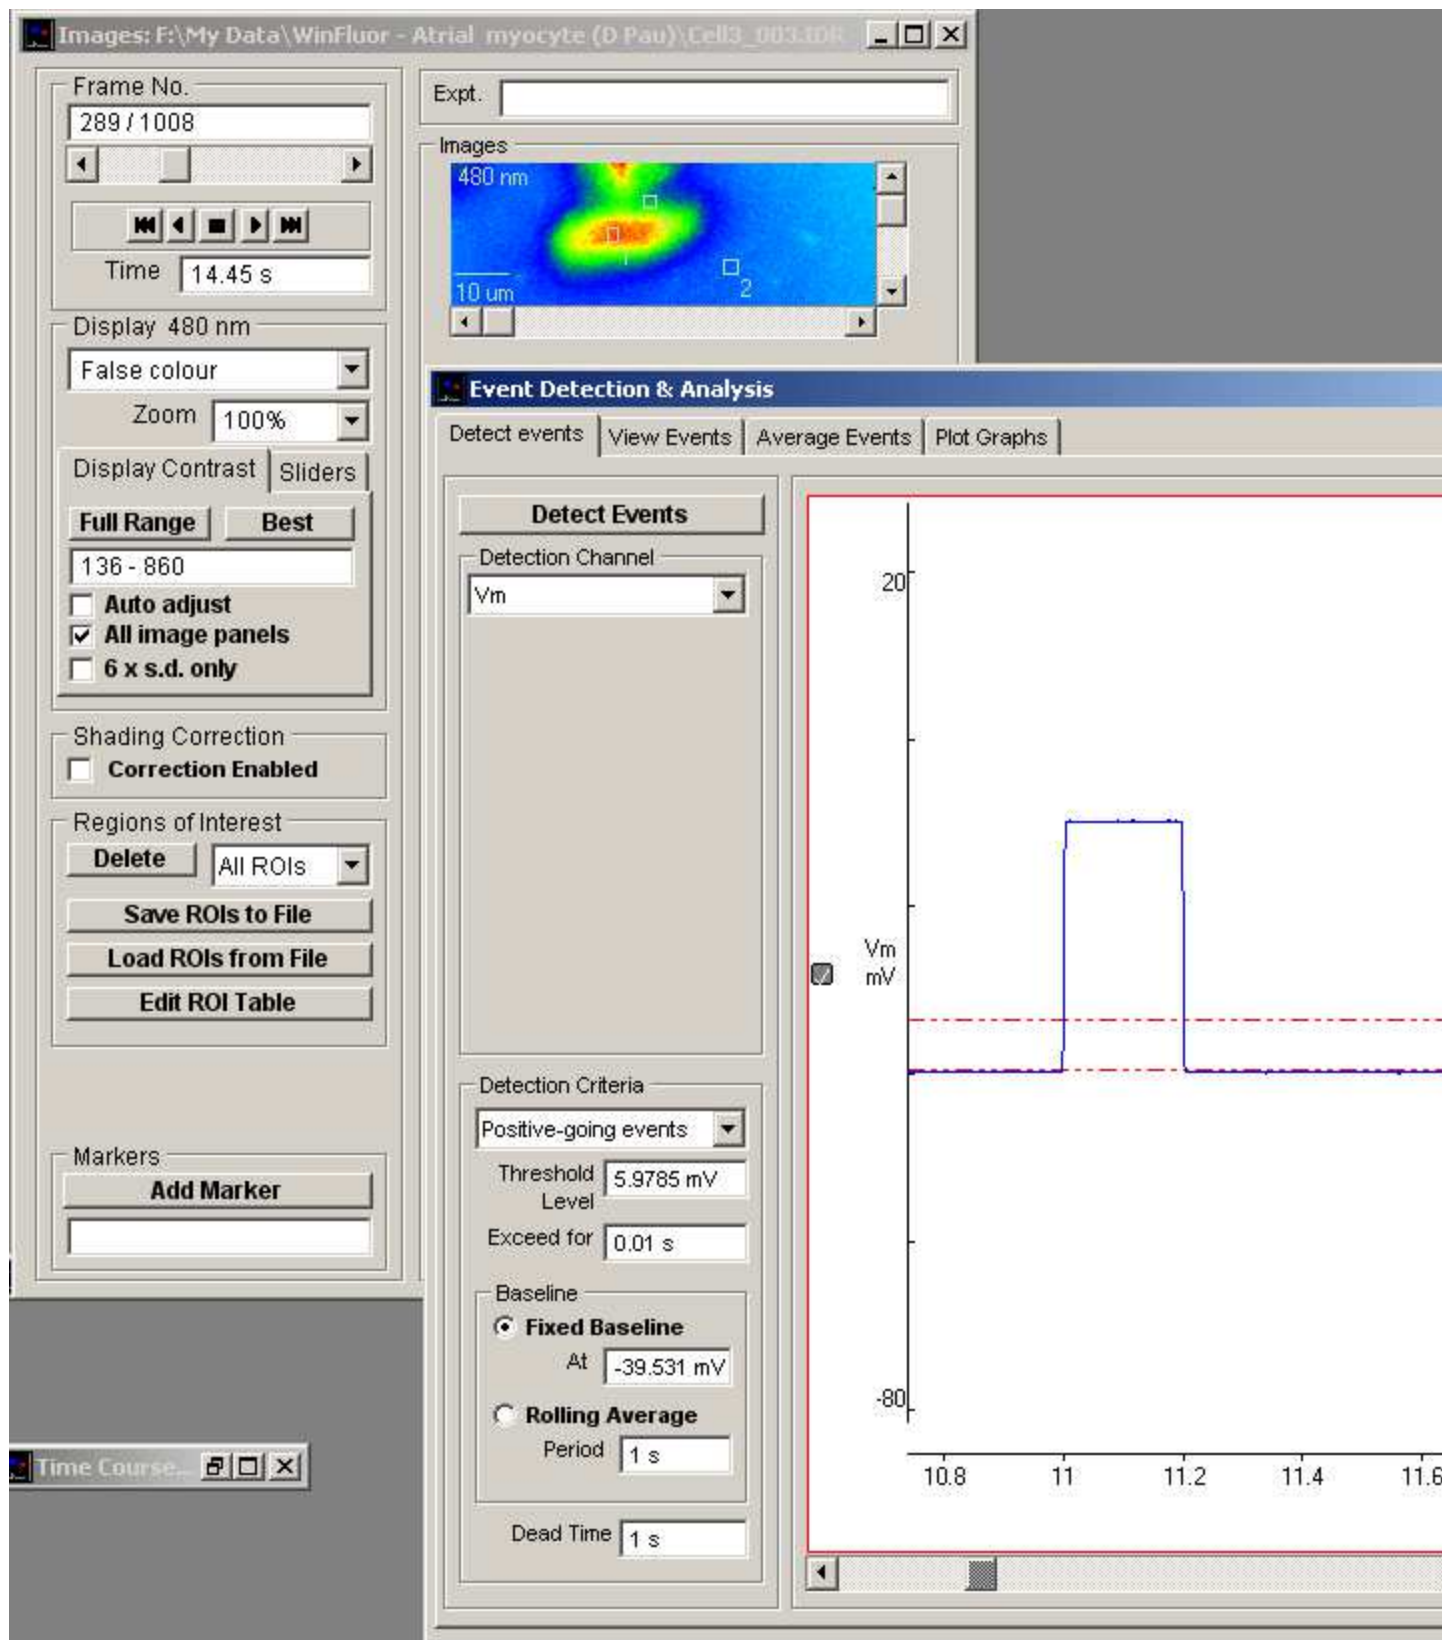 Images: F:\My Data\WinFluor - Atrial myocyte (D Pau)\Cell3_003.IDR
Frame No.
289 / 1008
Time 14.45 s
Display 480 nm
False colour
Zoom 100%
Display Contrast Sliders
Full Range Best
136 - 860
Auto adjust
All image panels
6 x s.d. only
Shading Correction
Correction Enabled
Regions of Interest
Delete All ROIs
Save ROIs to File
Load ROIs from File
Edit ROI Table
Markers
Add Marker
Time Course...
Expt.
Images
480 nm
1
10 um
2
Event Detection & Analysis
Detect events View Events Average Events Plot Graphs
Detect Events
Detection Channel
Vm
Detection Criteria
Positive-going events
Threshold Level 5.9785 mV
Exceed for 0.01 s
Baseline
Fixed Baseline
At -39.531 mV
Rolling Average
Period 1 s
Dead Time 1 s
20
Vm
mV
-80
10.8 11 11.2 11.4 11.6